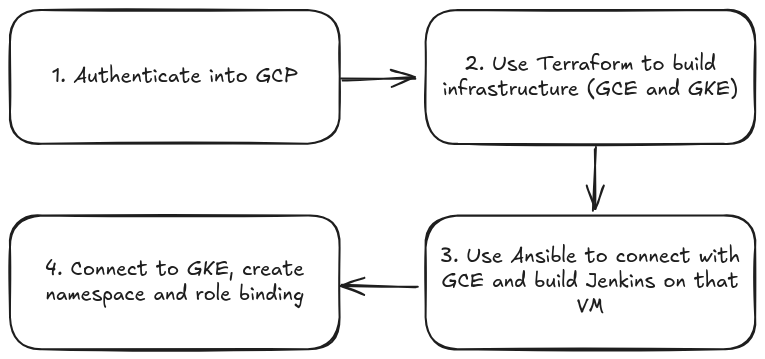 1. Authenticate into GCP
2. Use Terraform to build
infrastructure (GCE and GKE)
3. Use Ansible to connect with
GCE and build Jenkins on that
VM
4. Connect to GKE, create
namespace and role binding